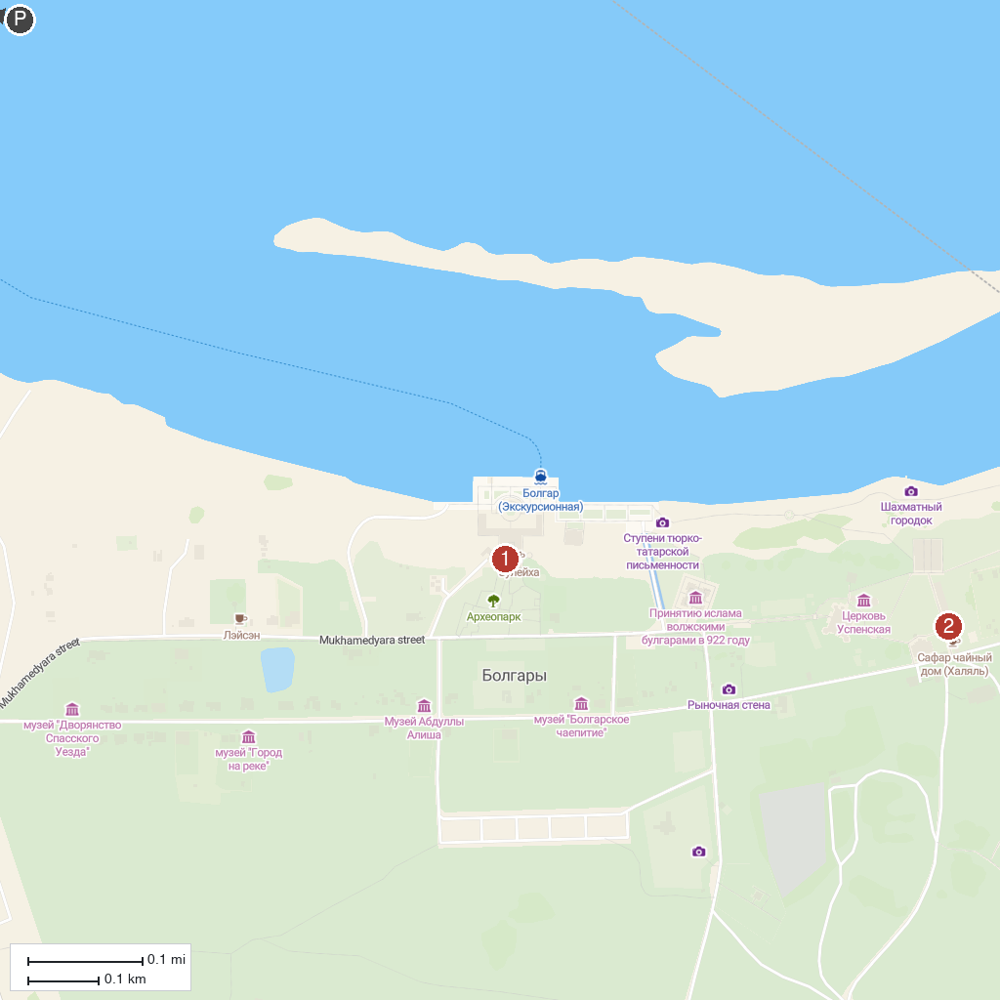 P
Болгар
(Экскурсионная)
Шахматный
городок
Ступени тюрко-
татарской
письменности
1
Археопарк
Лэйсэн
Mukhamedyara street
Принятию ислама
волжскими
булгарами в 922 году
Церковь
Успенская
2
Сафар чайный
дом (Халяль)
Mukhamedyara street
Болгары
Рыночная стена
музей "Дворянство
Спасского
Уезда"
Музей Абдуллы
Алиша
музей "Болгарское
чаепитие"
музей "Город
на реке"
0.1 mi
0.1 km